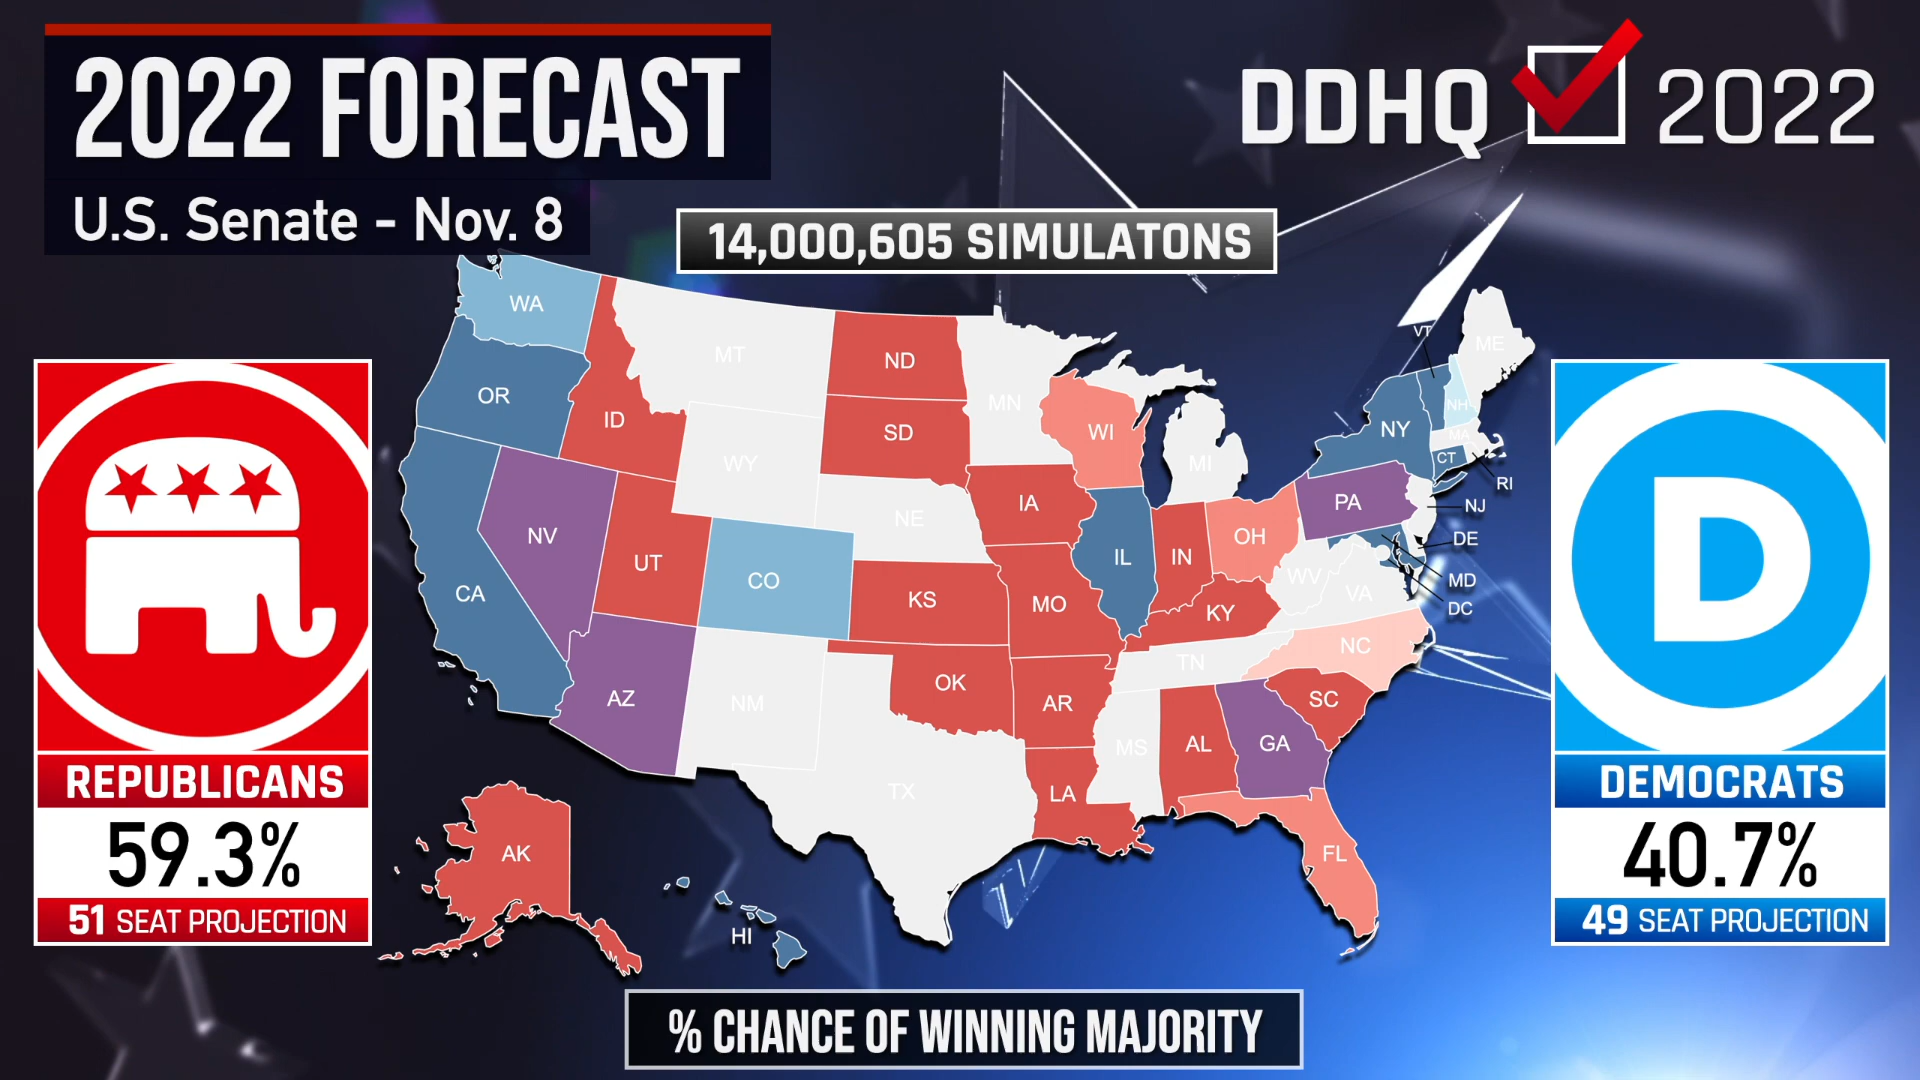 2022 FORECAST
U.S. Senate - Nov. 8
DDHQ 2022
14,000,605 SIMULATONS
WA
MT
ND
MN
ME
VT
OR
ID
SD
WI
NH
NY
MA
WY
MI
CT
RI
NE
IA
PA
NJ
NV
UT
CO
IL
IN
OH
DE
MD
DC
CA
KS
MO
KY
WV
VA
NC
TN
AZ
NM
OK
AR
SC
MS
AL
GA
TX
LA
AK
FL
HI
REPUBLICANS
59.3%
51 SEAT PROJECTION
D
DEMOCRATS
40.7%
49 SEAT PROJECTION
% CHANCE OF WINNING MAJORITY